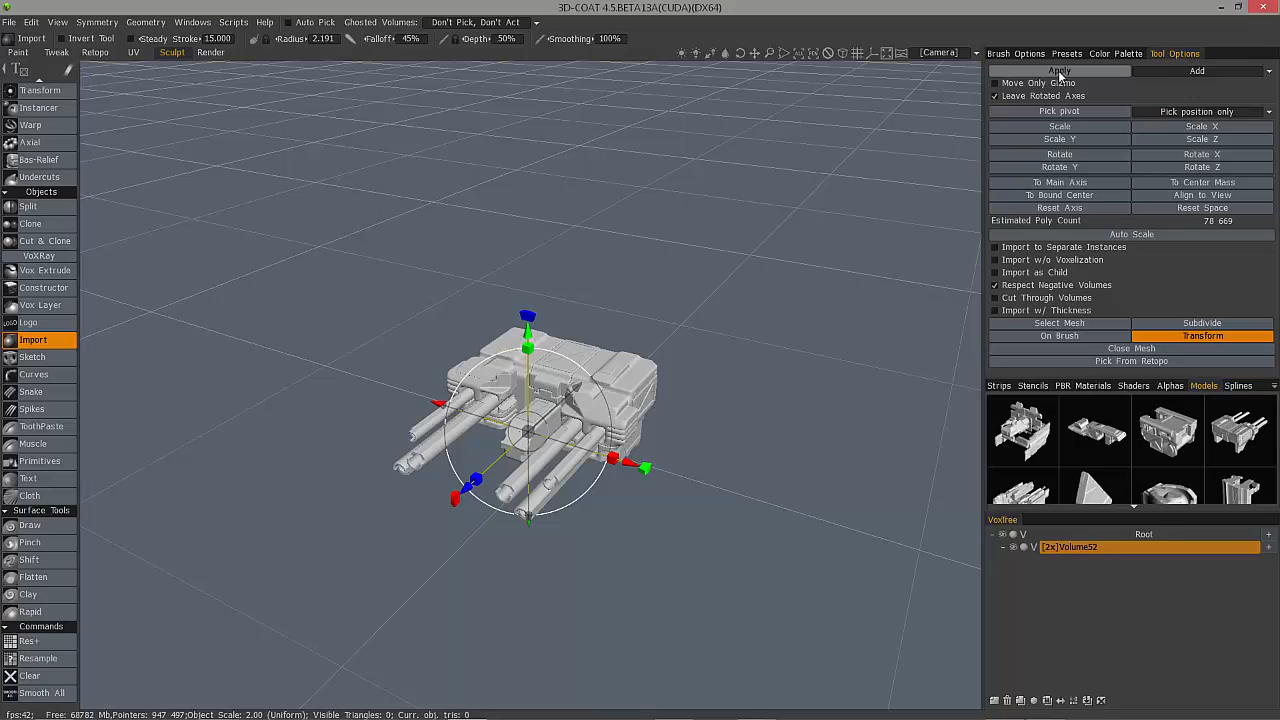 3D-COAT 4.5.BETA13A(CUDA)(DX64)
File Edit View Symmetry Geometry Windows Scripts Help Auto Pick Ghosted Volumes: Don't Pick, Don't Act
Import Invert Tool Steady Stroke 15.000 Radius 2.191 Falloff 45% Depth 50% Smoothing 100%
Paint Tweak Retopo UV Sculpt Render [Camera]
Brush Options Presets Color Palette Tool Options
Transform
Instancer
Warp
Axial
Bas-Relief
Undercuts
Objects
Split
Clone
Cut & Clone
VoXRay
Vox Extrude
Constructor
Vox Layer
LOGO Logo
Import
Sketch
Curves
Snake
Spikes
ToothPaste
Muscle
Primitives
Text
Cloth
Surface Tools
Draw
Pinch
Shift
Flatten
Clay
Rapid
Commands
Res+
Resample
Clear
Smooth All
Apply Add
Move Only Gizmo
Leave Rotated Axes
Pick pivot Pick position only
Scale Scale X
Scale Y Scale Z
Rotate Rotate X
Rotate Y Rotate Z
To Main Axis To Center Mass
To Bound Center Align to View
Reset Axis Reset Space
Estimated Poly Count 78 669
Auto Scale
Import to Separate Instances
Import w/o Voxelization
Import as Child
Respect Negative Volumes
Cut Through Volumes
Import w/ Thickness
Select Mesh Subdivide
On Brush Transform
Close Mesh
Pick From Retopo
Strips Stencils PBR Materials Shaders Alphas Models Splines
VoxTree
V Root +
V [2x]Volume52 +
fps:42; Free: 68782 Mb,Pointers: 947 497;Object Scale: 2.00 (Uniform); Visible Triangles: 0; Curr. obj. tris: 0